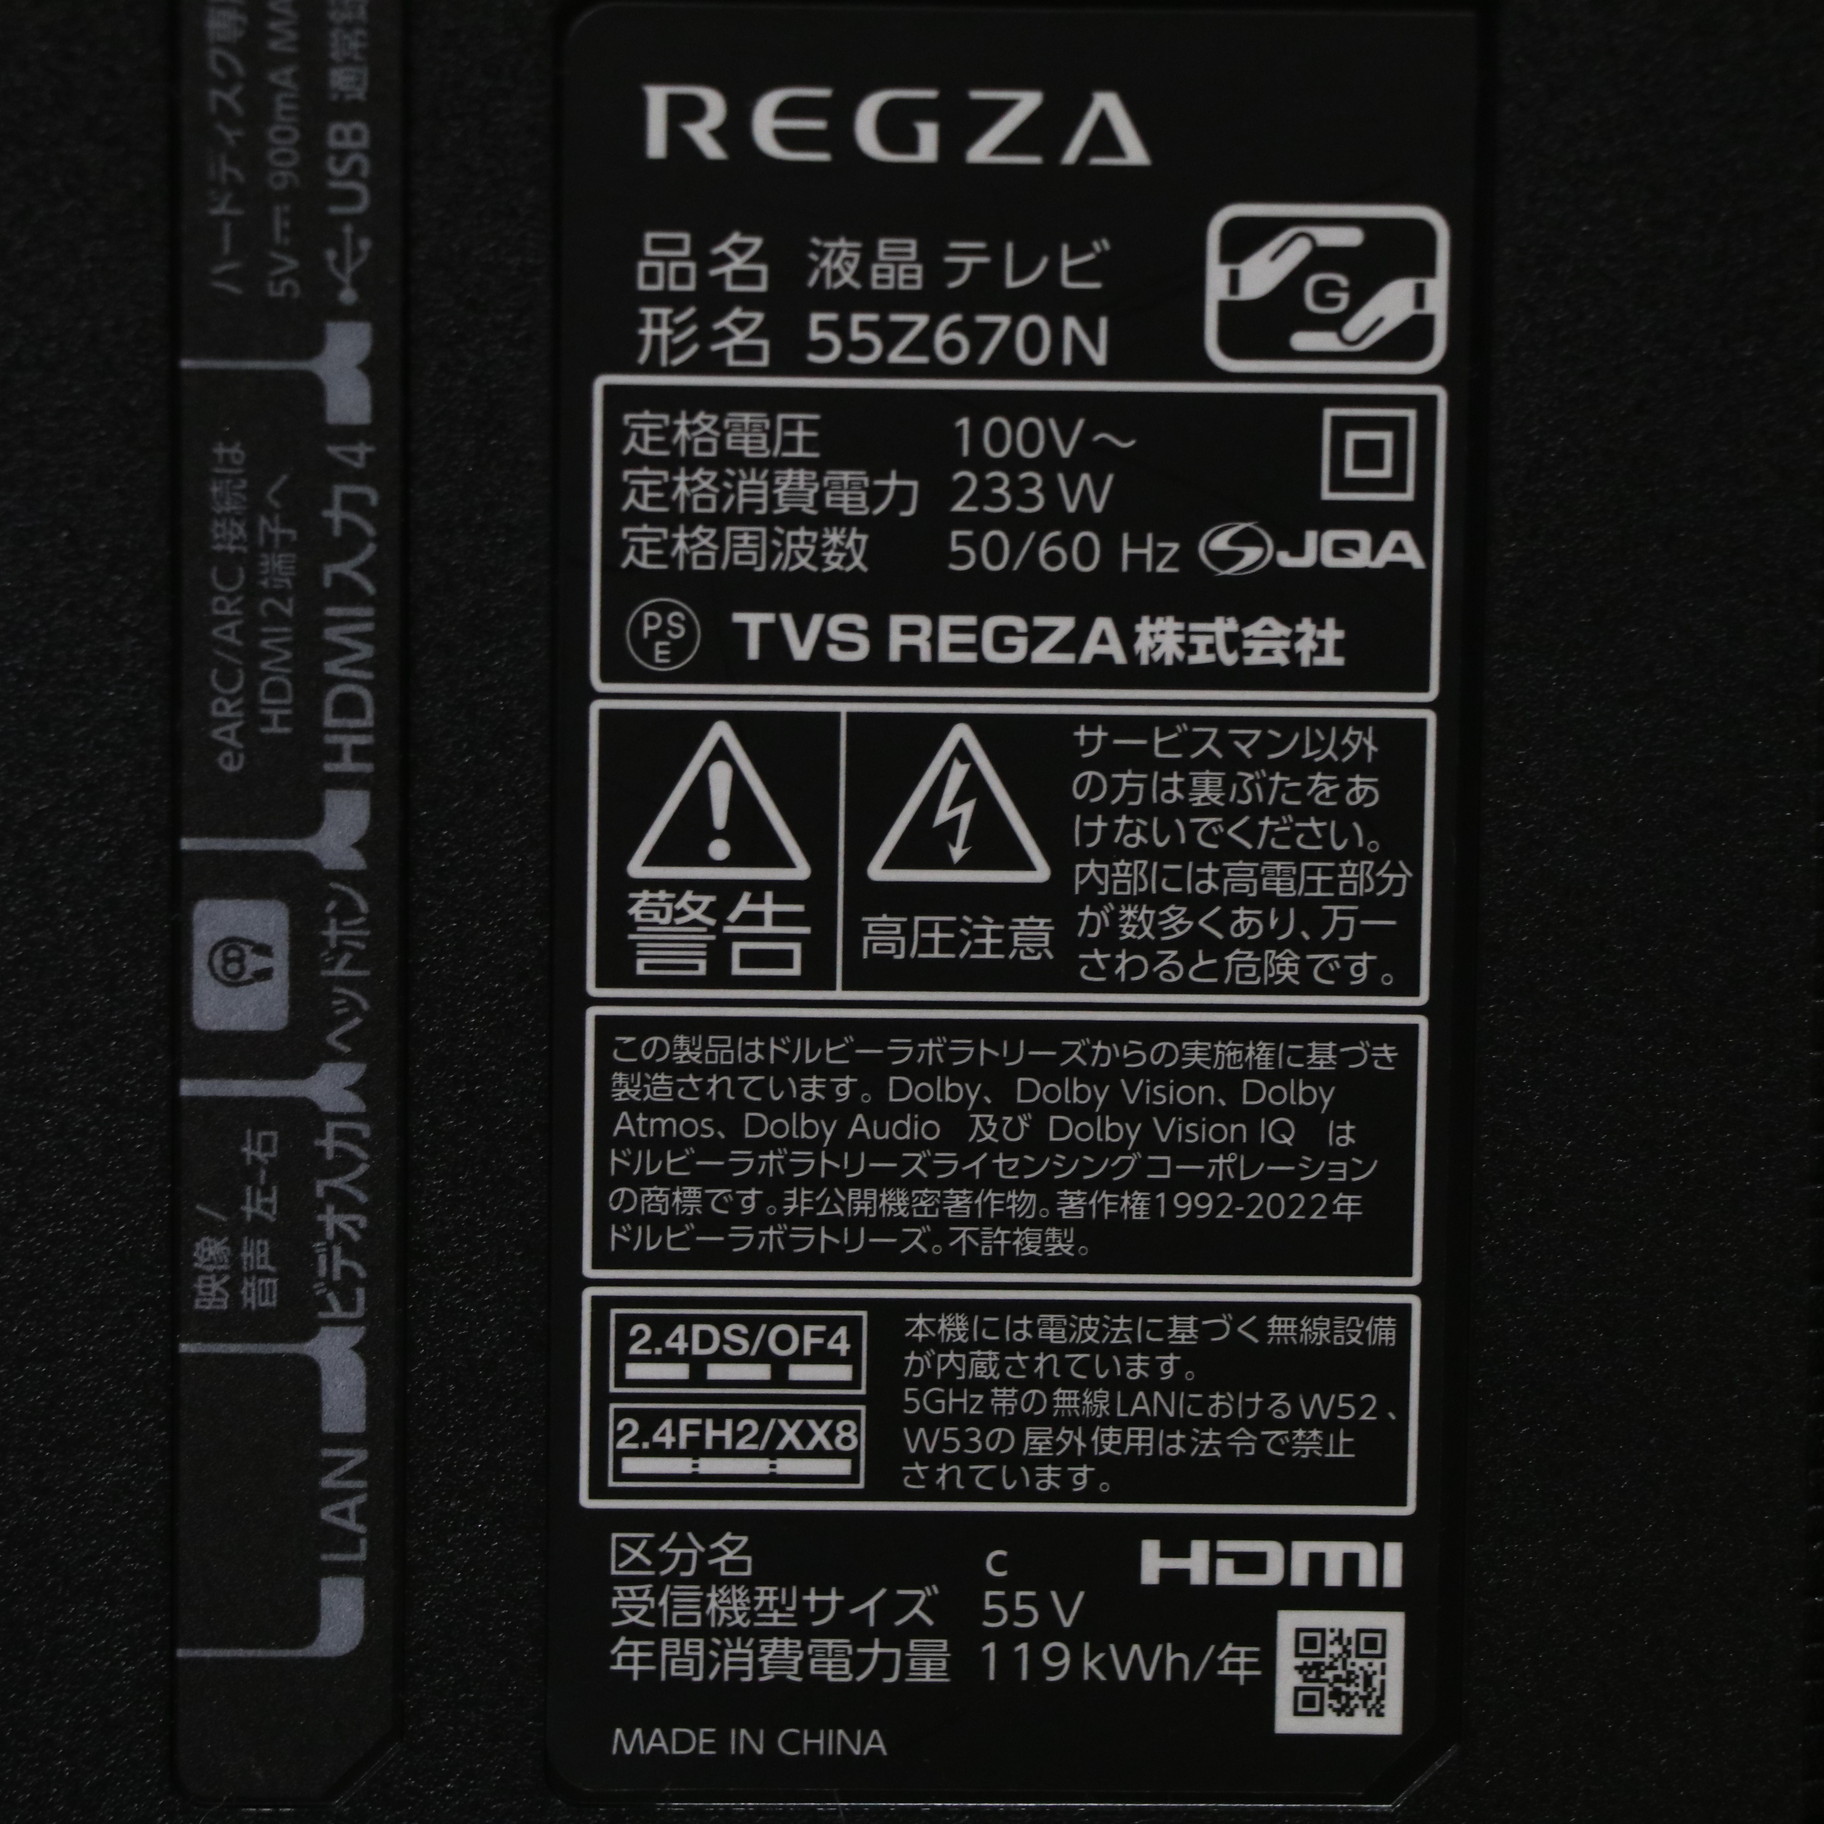 REGZA
品名 液晶テレビ
形名 55Z670N
G
定格電圧 100V～
定格消費電力 233W
定格周波数 50/60 Hz
JQA
PS
E
TVS REGZA株式会社
警告
高圧注意
サービスマン以外
の方は裏ぶたをあ
けないでください。
内部には高電圧部分
が数多くあり、万一
さわると危険です。
この製品はドルビーラボラトリーズからの実施権に基づき
製造されています。Dolby、Dolby Vision、Dolby
Atmos、Dolby Audio 及び Dolby Vision IQ は
ドルビーラボラトリーズライセンシングコーポレーション
の商標です。非公開機密著作物。著作権1992-2022年
ドルビーラボラトリーズ。不許複製。
2.4DS/OF4
2.4FH2/XX8
本機には電波法に基づく無線設備
が内蔵されています。
5GHz帯の無線LANにおけるW52、
W53の屋外使用は法令で禁止
されています。
区分名 c
HDMI
受信機型サイズ 55V
年間消費電力量 119kWh/年
MADE IN CHINA
LAN
映像/
音声 左-右
ビデオ入力
ヘッドホン
eARC/ARC接続は
HDMI2端子へ
HDMI入力4
ハードディスク専
5V⎓900mA MA
USB 通常録